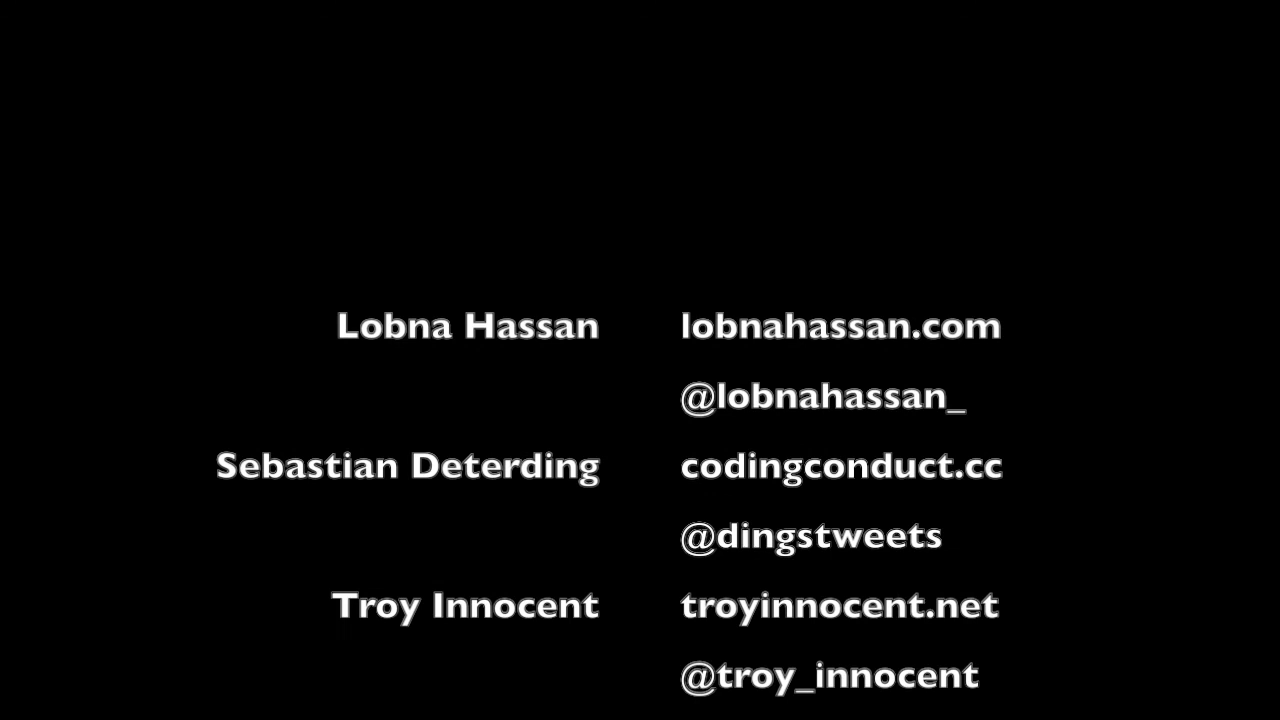 Lobna Hassan lobnahassan.com
@lobnahassan_
Sebastian Deterding codingconduct.cc
@dingstweets
Troy Innocent troyinnocent.net
@troy_innocent